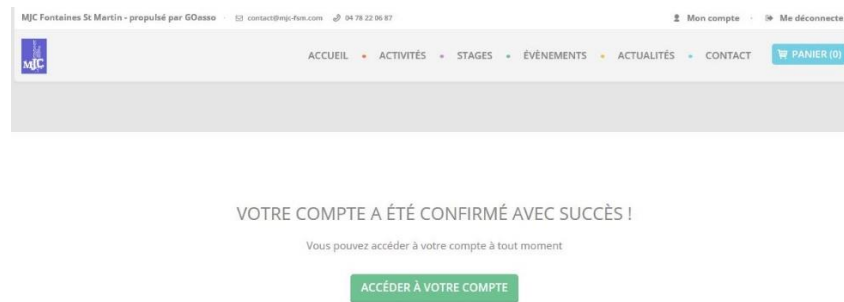 MJC Fontaines St Martin - propulsé par GOasso · contact@mjc-fsm.com 04 78 22 06 87 Mon compte · Me déconnecte
MJC ACCUEIL • ACTIVITÉS • STAGES • ÉVÈNEMENTS • ACTUALITÉS • CONTACT PANIER (0)
VOTRE COMPTE A ÉTÉ CONFIRMÉ AVEC SUCCÈS !
Vous pouvez accéder à votre compte à tout moment
ACCÉDER À VOTRE COMPTE